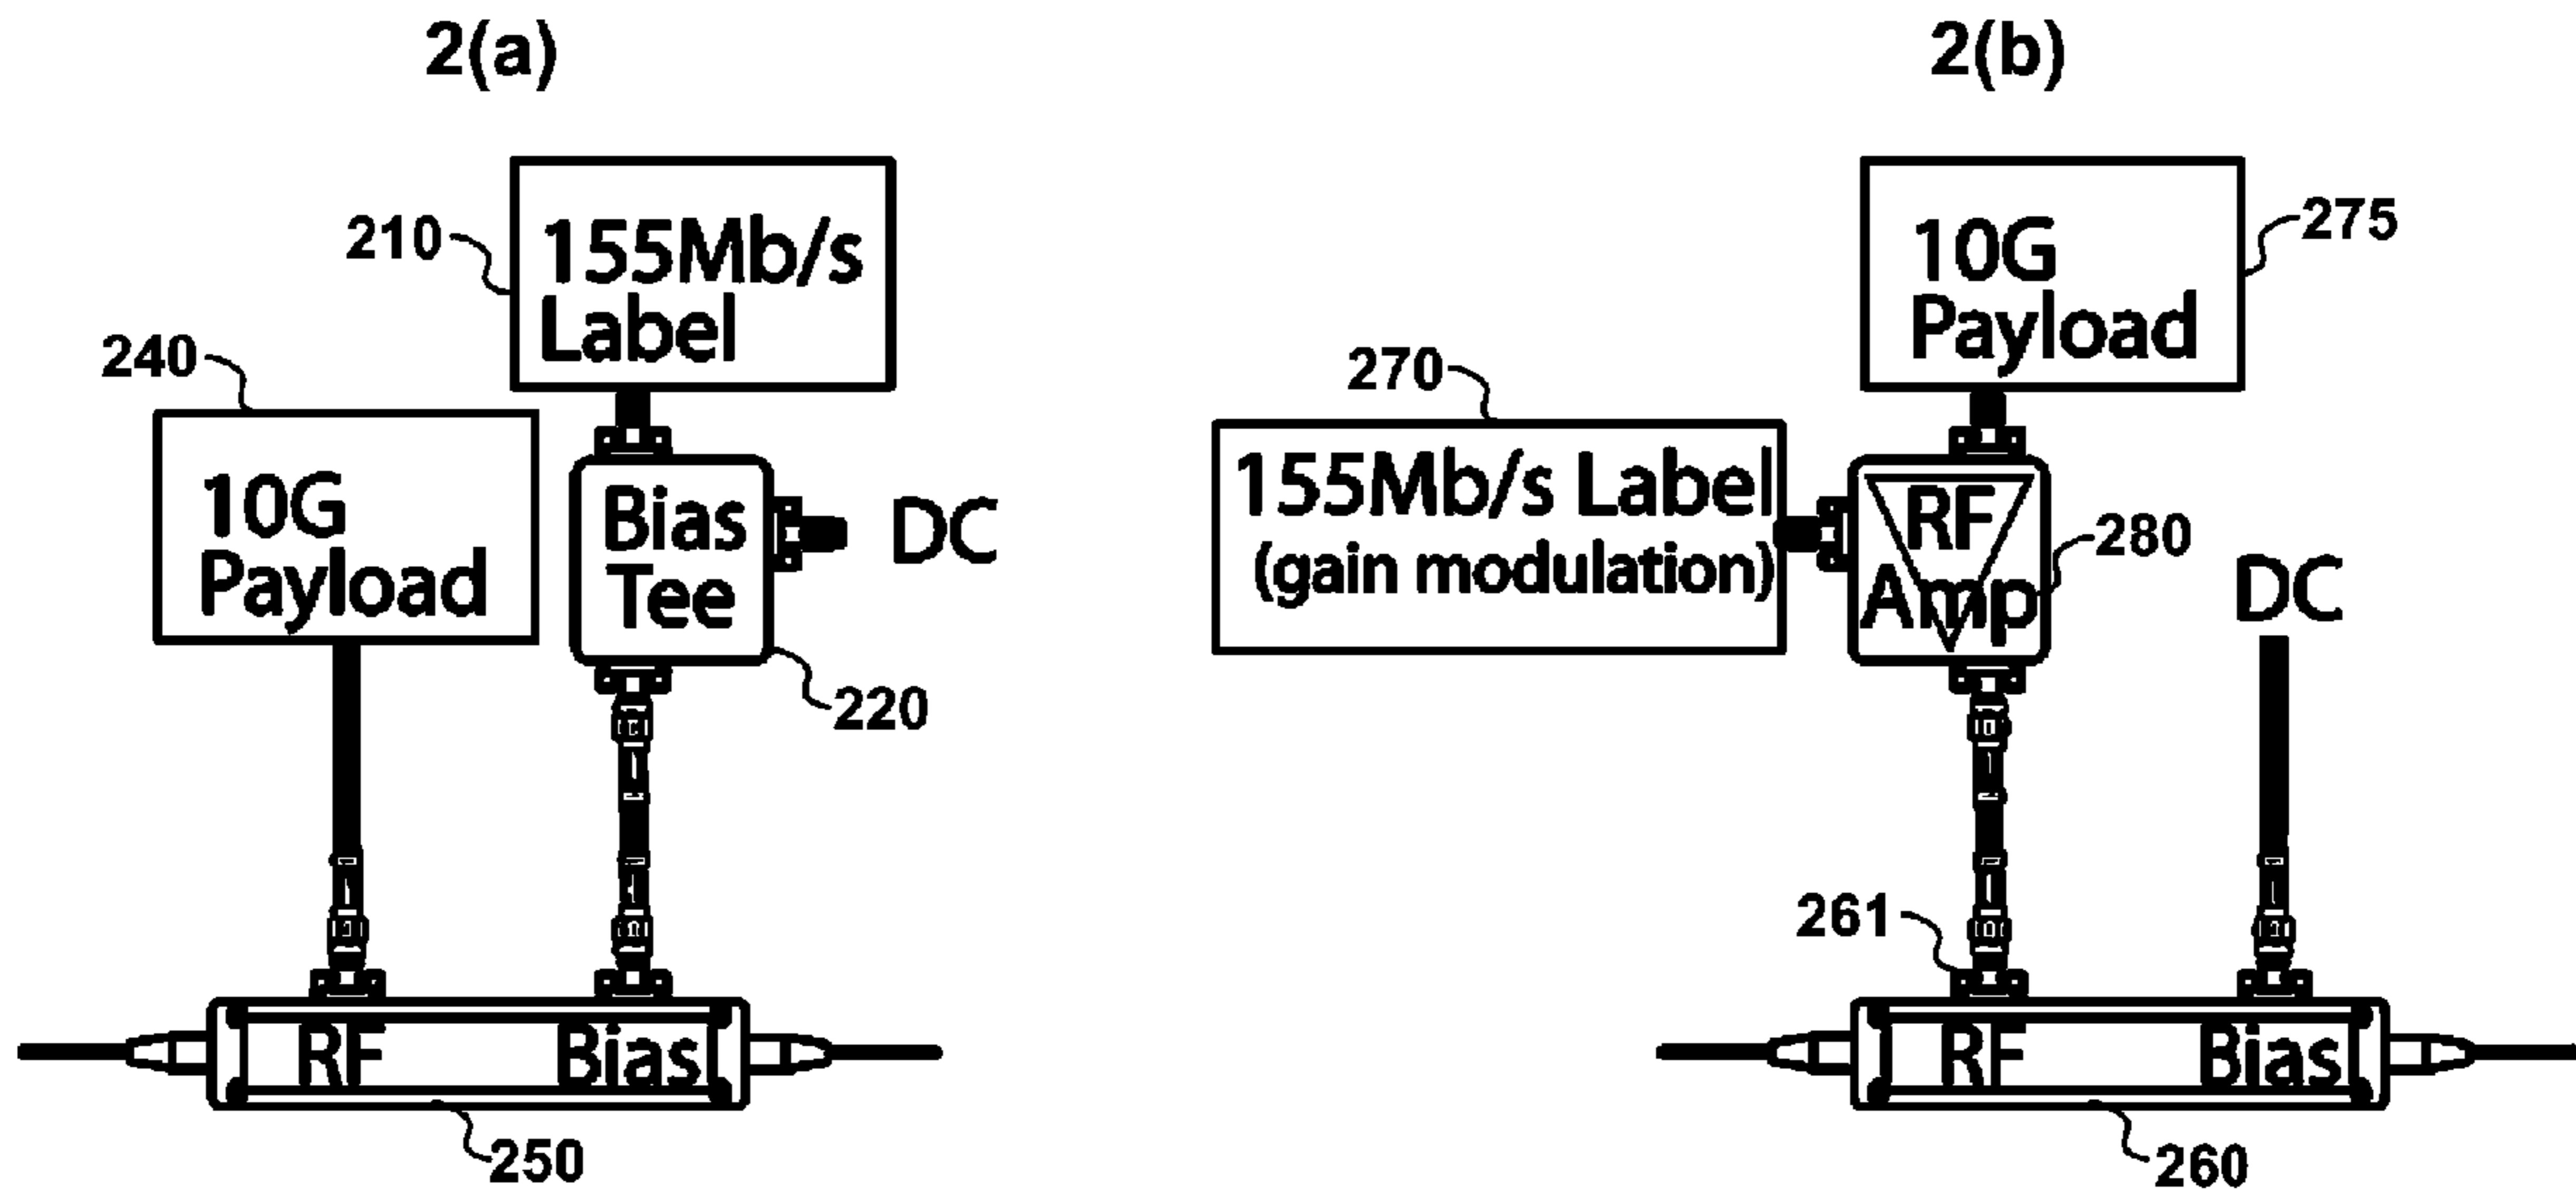 2(a)
2(b)
210
155Mb/s
Label
240
10G
Payload
Bias
Tee
DC
220
RF
Bias
250
10G
Payload
275
270
155Mb/s Label
(gain modulation)
RF
Amp
280
DC
261
RF
Bias
260